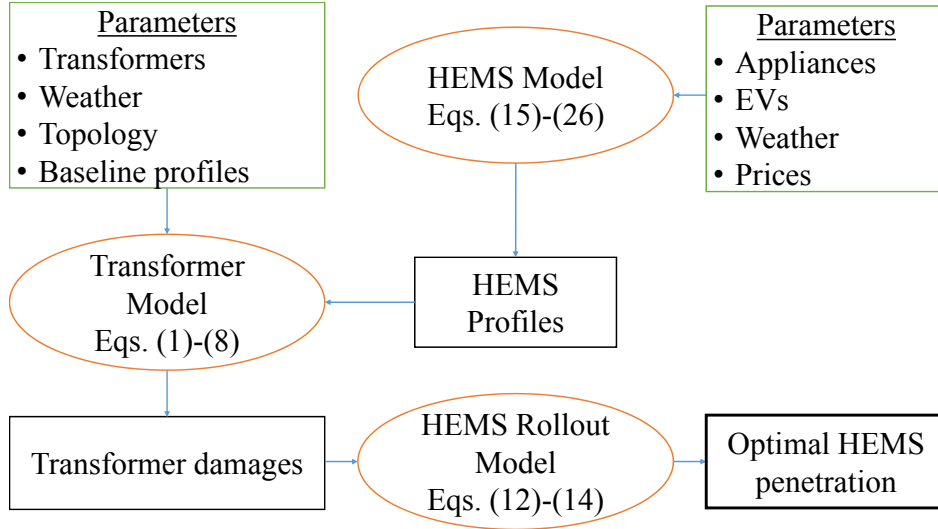 Parameters
• Transformers
• Weather
• Topology
• Baseline profiles
HEMS Model
Eqs. (15)-(26)
Parameters
• Appliances
• EVs
• Weather
• Prices
Transformer
Model
Eqs. (1)-(8)
HEMS
Profiles
Transformer damages
HEMS Rollout
Model
Eqs. (12)-(14)
Optimal HEMS
penetration